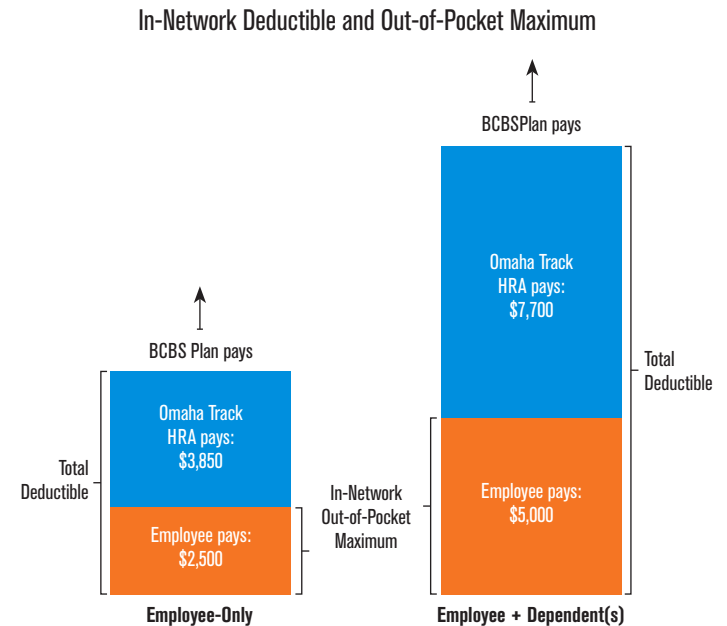 In-Network Deductible and Out-of-Pocket Maximum
BCBS Plan pays
Omaha Track
HRA pays:
$3,850
Total
Deductible
Employee pays:
$2,500
Employee-Only
In-Network
Out-of-Pocket
Maximum
BCBSPlan pays
Omaha Track
HRA pays:
$7,700
Total
Deductible
Employee pays:
$5,000
Employee + Dependent(s)